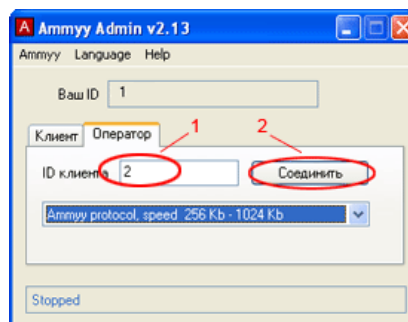 Ammyy Admin v2.13
Ammyy Language Help
Ваш ID 1
Клиент Оператор 1 2
ID клиента 2 Соединить
Ammyy protocol, speed 256 Kb - 1024 Kb
Stopped